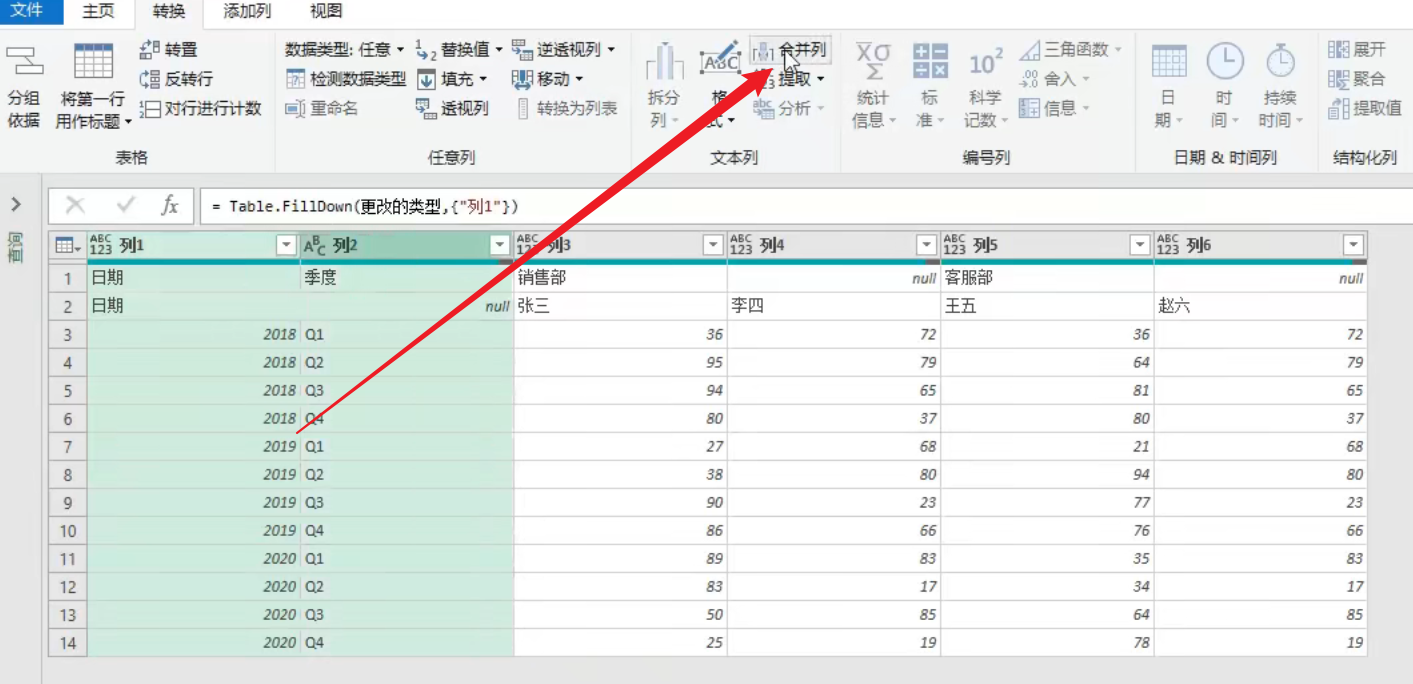 文件 主页 转换 添加列 视图
转置 数据类型: 任意 替换值 逆透视列 合并列 三角函数 展开
反转行 检测数据类型 填充 移动 提取 舍入 聚合
分组依据 将第一行用作标题 对行进行计数 重命名 透视列 转换为列表 拆分列 分析 统计信息 标准 科学记数 信息 日期 时间 持续时间 提取值
表格 任意列 文本列 编号列 日期 & 时间列 结构化列
fx = Table.FillDown(更改的类型,{"列1"})
查询
ABC 123 列1 ABC 列2 ABC 123 列3 ABC 123 列4 ABC 123 列5 ABC 123 列6
1 日期 季度 销售部 null 客服部 null
2 日期 null 张三 李四 王五 赵六
3 2018 Q1 36 72 36 72
4 2018 Q2 95 79 64 79
5 2018 Q3 94 65 81 65
6 2018 Q4 80 37 80 37
7 2019 Q1 27 68 21 68
8 2019 Q2 38 80 94 80
9 2019 Q3 90 23 77 23
10 2019 Q4 86 66 76 66
11 2020 Q1 89 83 35 83
12 2020 Q2 83 17 34 17
13 2020 Q3 50 85 64 85
14 2020 Q4 25 19 78 19